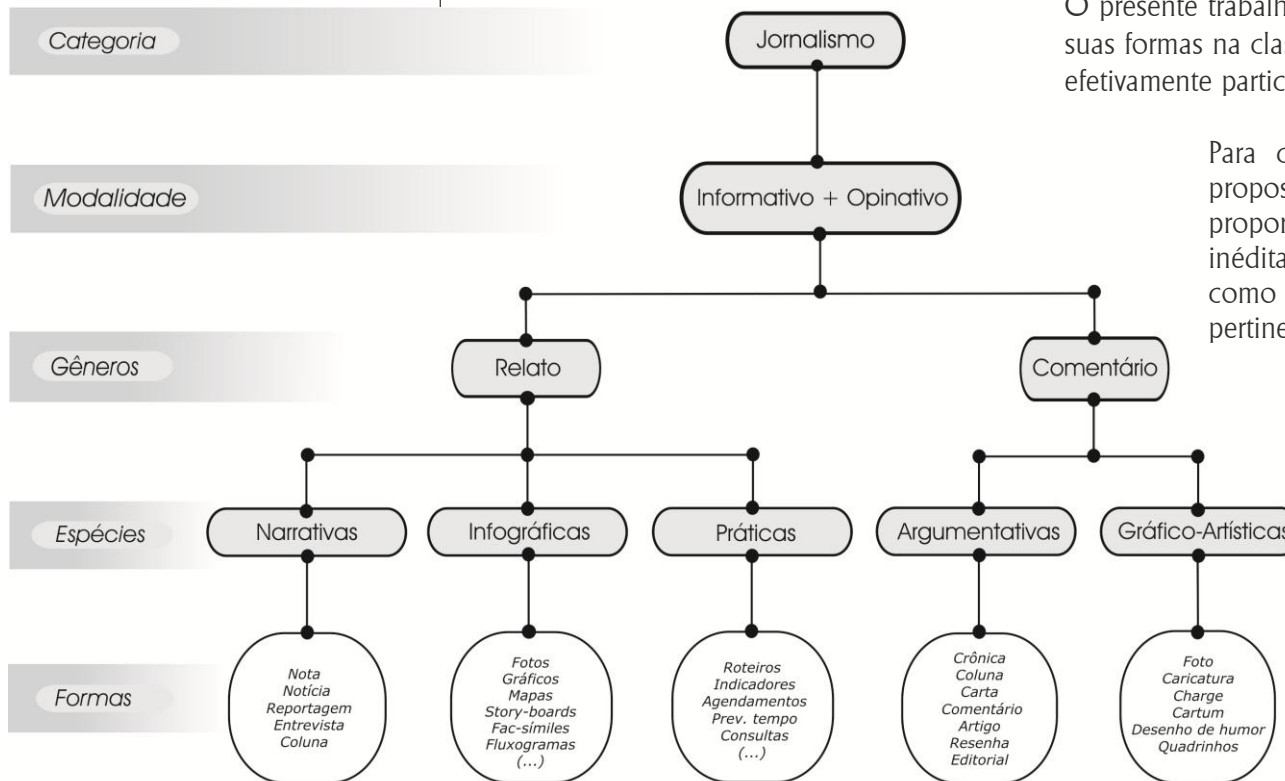 O presente trabalh
suas formas na cla
efetivamente partic
Para
propos
propor
inédita
como
pertine
Categoria
Jornalismo
Modalidade
Informativo + Opinativo
Gêneros
Relato
Comentário
Espécies
Narrativas
Infográficas
Práticas
Argumentativas
Gráfico-Artísticas
Formas
Nota
Notícia
Reportagem
Entrevista
Coluna
Fotos
Gráficos
Mapas
Story-boards
Fac-símiles
Fluxogramas
(...)
Roteiros
Indicadores
Agendamentos
Prev. tempo
Consultas
(...)
Crônica
Coluna
Carta
Comentário
Artigo
Resenha
Editorial
Foto
Caricatura
Charge
Cartum
Desenho de humor
Quadrinhos